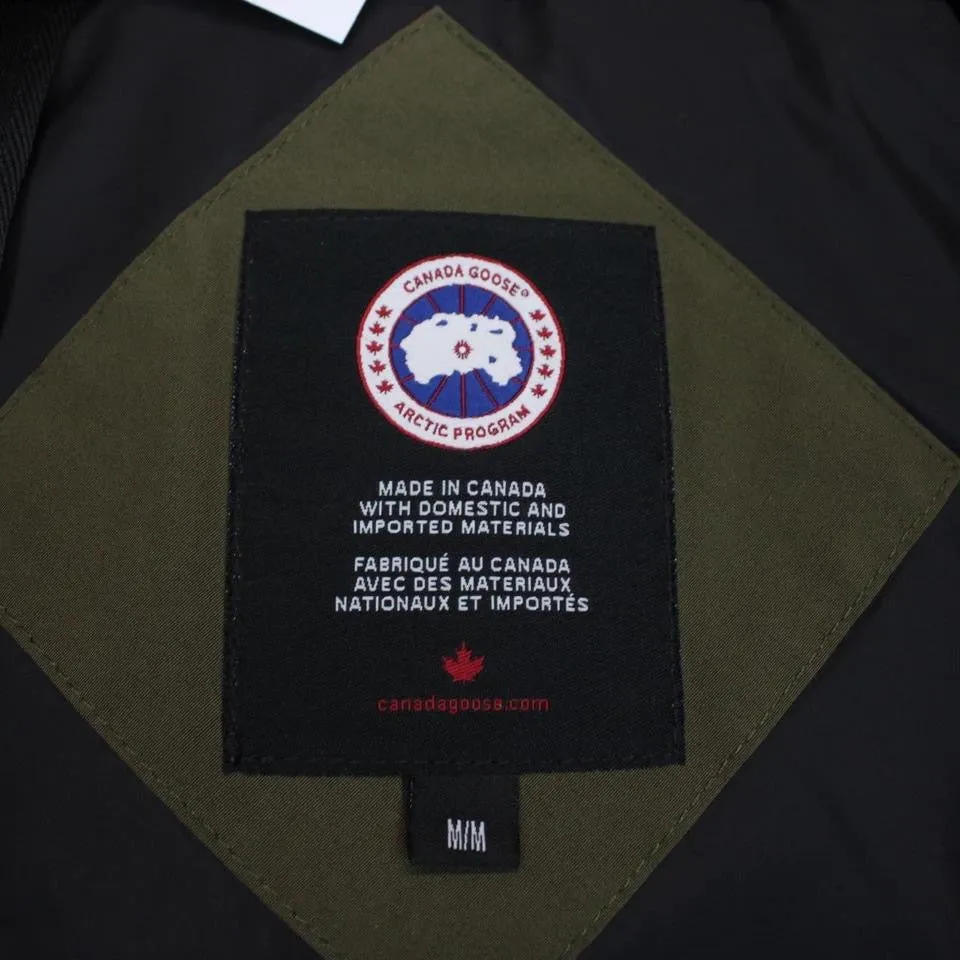 CANADA GOOSE®
ARCTIC PROGRAM
MADE IN CANADA
WITH DOMESTIC AND
IMPORTED MATERIALS
FABRIQUÉ AU CANADA
AVEC DES MATERIAUX
NATIONAUX ET IMPORTÉS
canadagoose.com
M/M